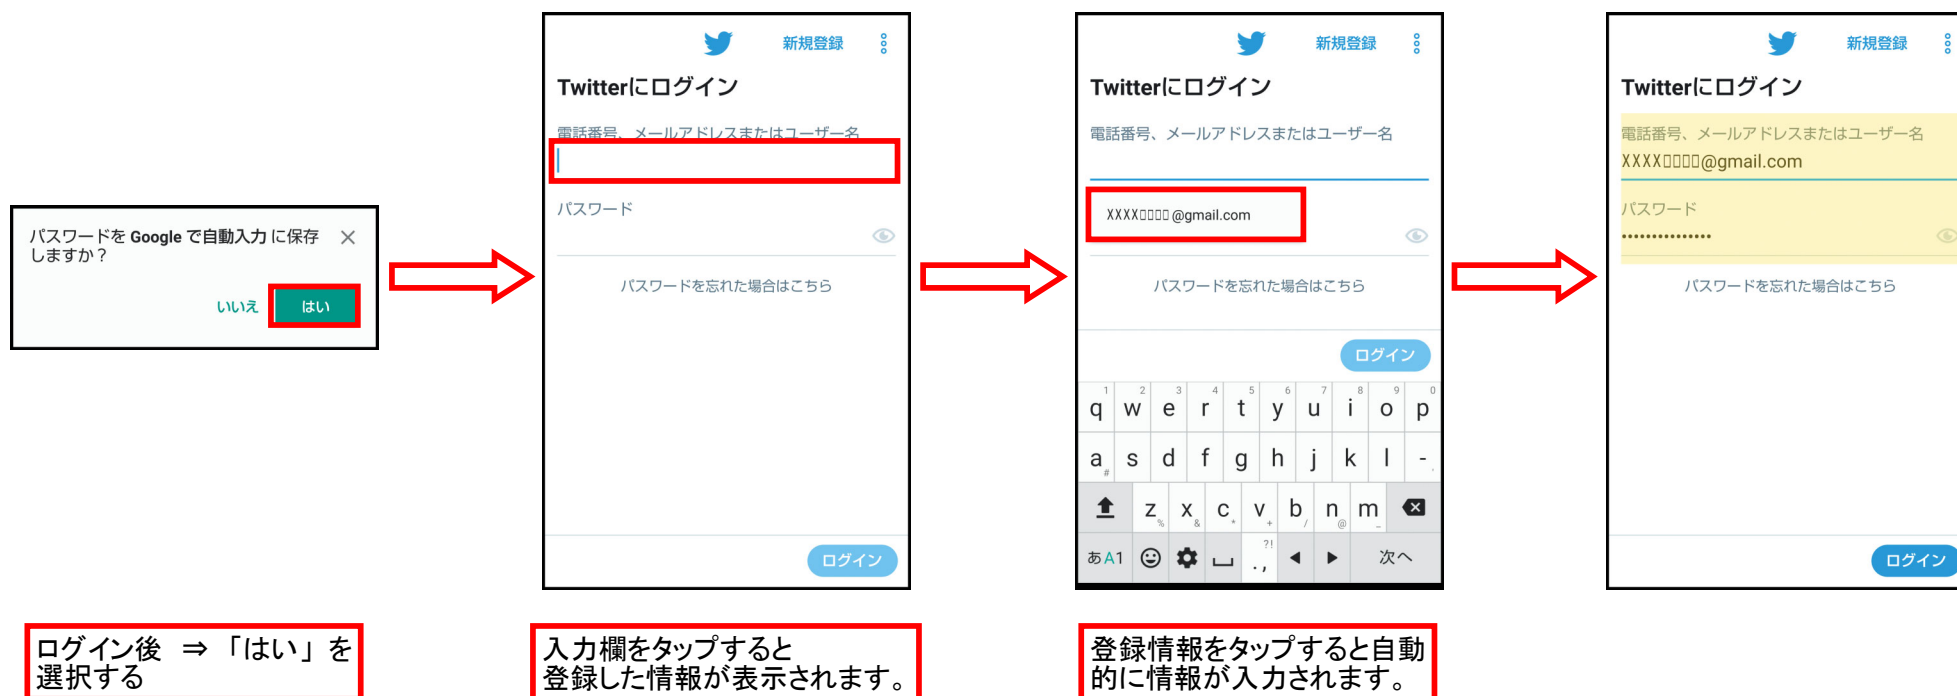 パスワードを Google で自動入力 に保存
しますか？
いいえ はい
ログイン後 ⇒ 「はい」を
選択する
新規登録
Twitterにログイン
電話番号、メールアドレスまたはユーザー名
パスワード
パスワードを忘れた場合はこちら
ログイン
入力欄をタップすると
登録した情報が表示されます。
新規登録
Twitterにログイン
電話番号、メールアドレスまたはユーザー名
XXXX▯▯▯▯@gmail.com
パスワードを忘れた場合はこちら
ログイン
1 2 3 4 5 6 7 8 9 0
q w e r t y u i o p
a s d f g h j k l -
#
z x c v b n m
% & * + / @ _
あA1 ?! ., 次へ
登録情報をタップすると自動
的に情報が入力されます。
新規登録
Twitterにログイン
電話番号、メールアドレスまたはユーザー名
XXXX▯▯▯▯@gmail.com
パスワード
•••••••••••••••
パスワードを忘れた場合はこちら
ログイン